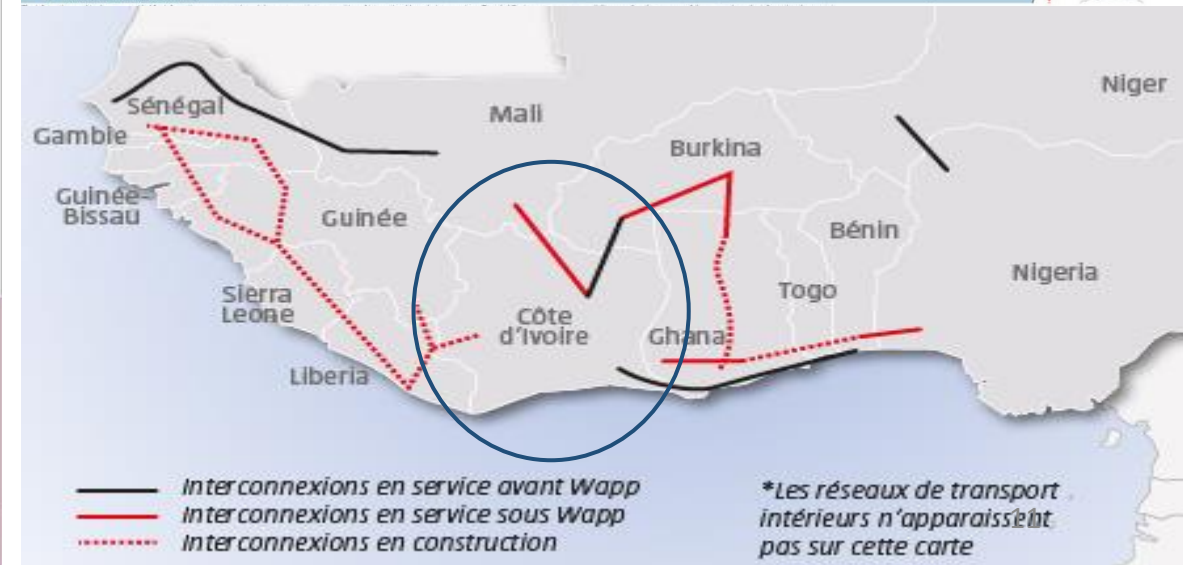 Sénégal
Gambie
Guinée-
Bissau
Guinée
Sierra
Leone
Liberia
Mali
Côte
d'Ivoire
Burkina
Ghana
Togo
Bénin
Niger
Nigeria
Interconnexions en service avant Wapp
Interconnexions en service sous Wapp
Interconnexions en construction
*Les réseaux de transport
intérieurs n'apparaissent
pas sur cette carte